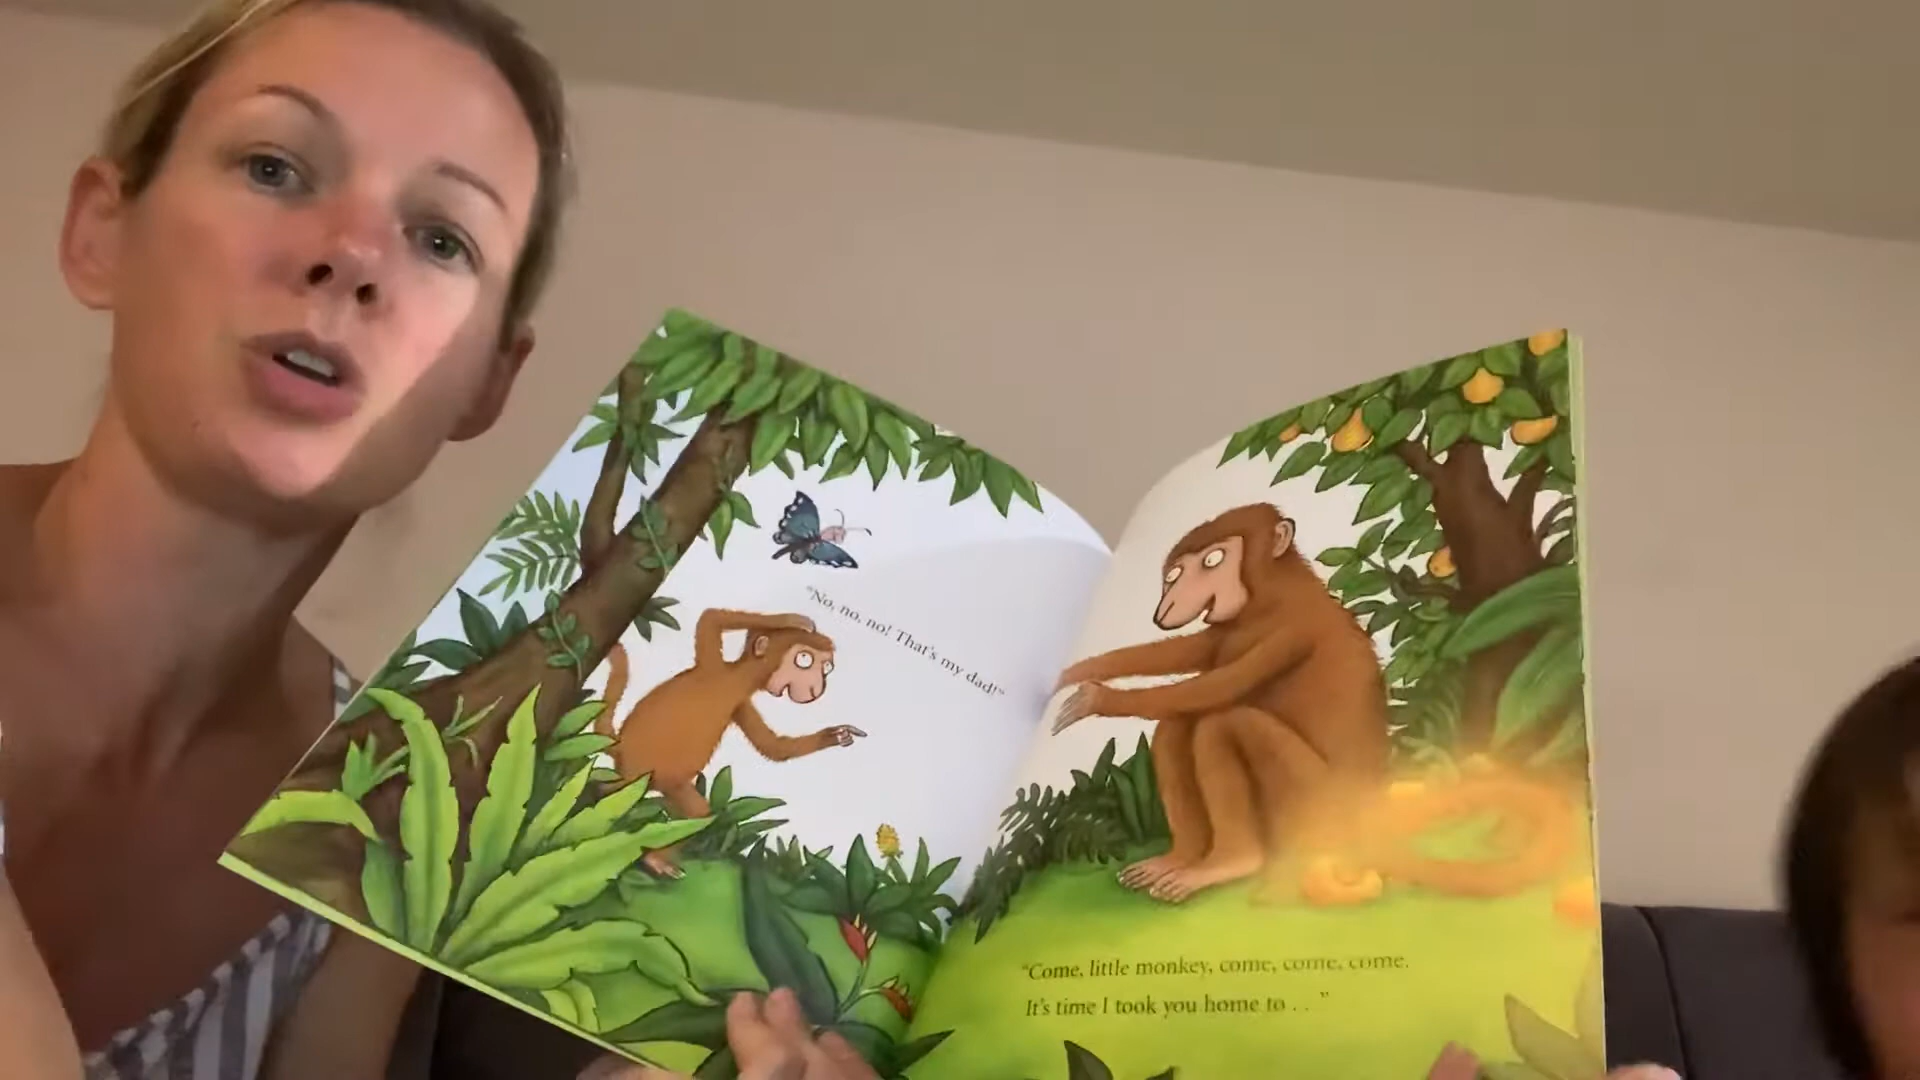 "No, no, no! That's my dad!"
"Come, little monkey, come, come, come.
It's time I took you home to . . ."